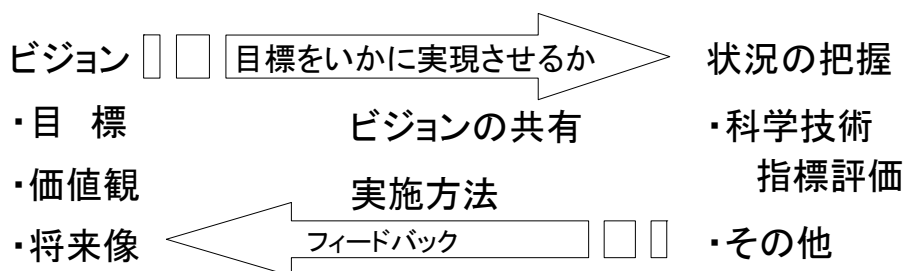 ビジョン
目標をいかに実現させるか
状況の把握
・目 標
ビジョンの共有
・科学技術
指標評価
・価値観
実施方法
・将来像
フィードバック
・その他